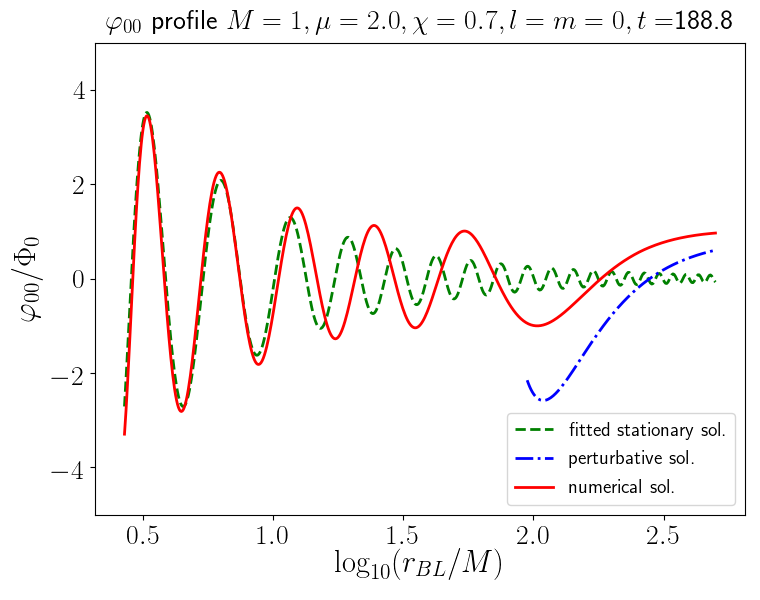 φ₀₀ profile M = 1, μ = 2.0, χ = 0.7, l = m = 0, t =188.8
φ₀₀/Φ₀
4
2
0
−2
−4
fitted stationary sol.
perturbative sol.
numerical sol.
0.5 1.0 1.5 2.0 2.5
log₁₀(r_BL/M)